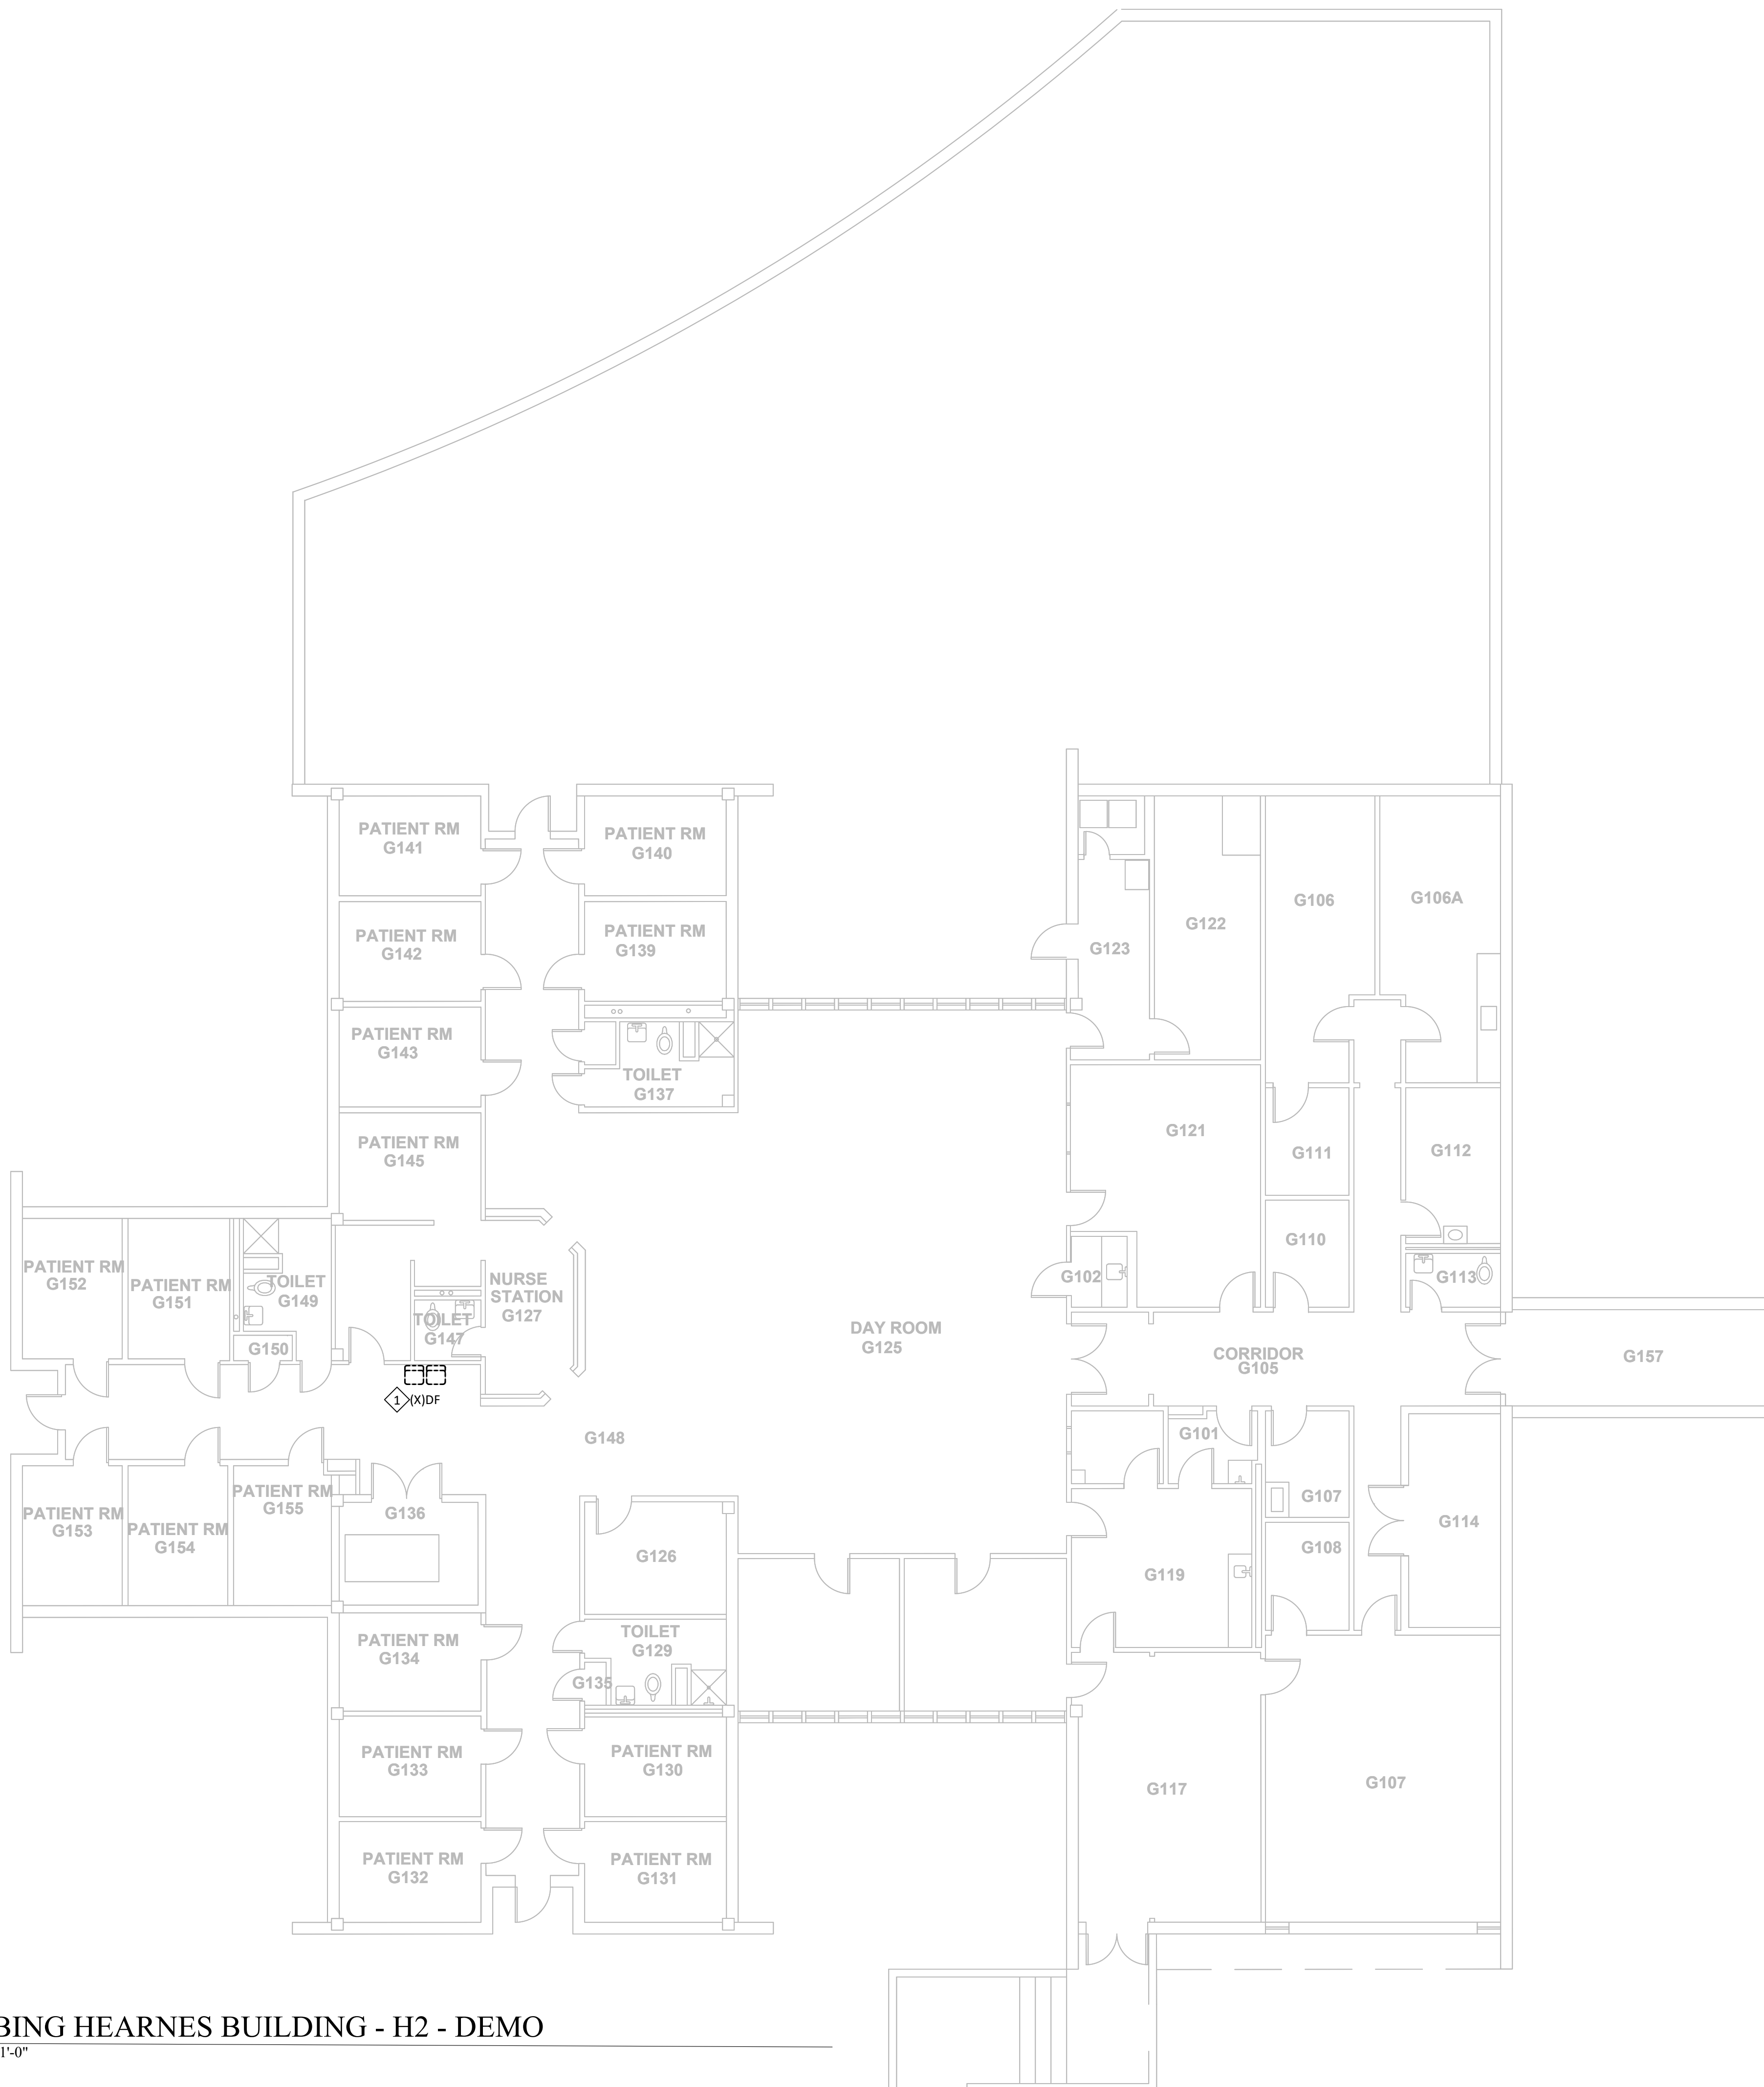 PATIENT RM
G141
PATIENT RM
G140
PATIENT RM
G142
PATIENT RM
G139
G123
G122
G106
G106A
PATIENT RM
G143
TOILET
G137
PATIENT RM
G145
G121
G111
G112
G110
G102
G113
PATIENT RM
G152
PATIENT RM
G151
TOILET
G149
G150
TOILET
G147
NURSE
STATION
G127
DAY ROOM
G125
CORRIDOR
G105
G157
1 (X)DF
G148
G101
G107
G108
G114
G119
PATIENT RM
G153
PATIENT RM
G154
PATIENT RM
G155
G136
G126
PATIENT RM
G134
TOILET
G129
G135
PATIENT RM
G133
PATIENT RM
G130
G117
G107
PATIENT RM
G132
PATIENT RM
G131
BING HEARNES BUILDING - H2 - DEMO
1'-0"